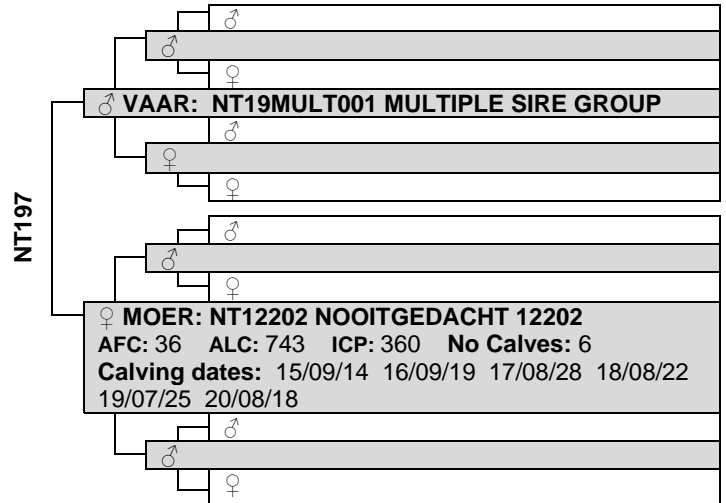 ♂
♂
♀
♂ VAAR: NT19MULT001 MULTIPLE SIRE GROUP
♂
♀
♀
NT197
♂
♂
♀
♀ MOER: NT12202 NOOITGEDACHT 12202
AFC: 36 ALC: 743 ICP: 360 No Calves: 6
Calving dates: 15/09/14 16/09/19 17/08/28 18/08/22
19/07/25 20/08/18
♂
♂
♀